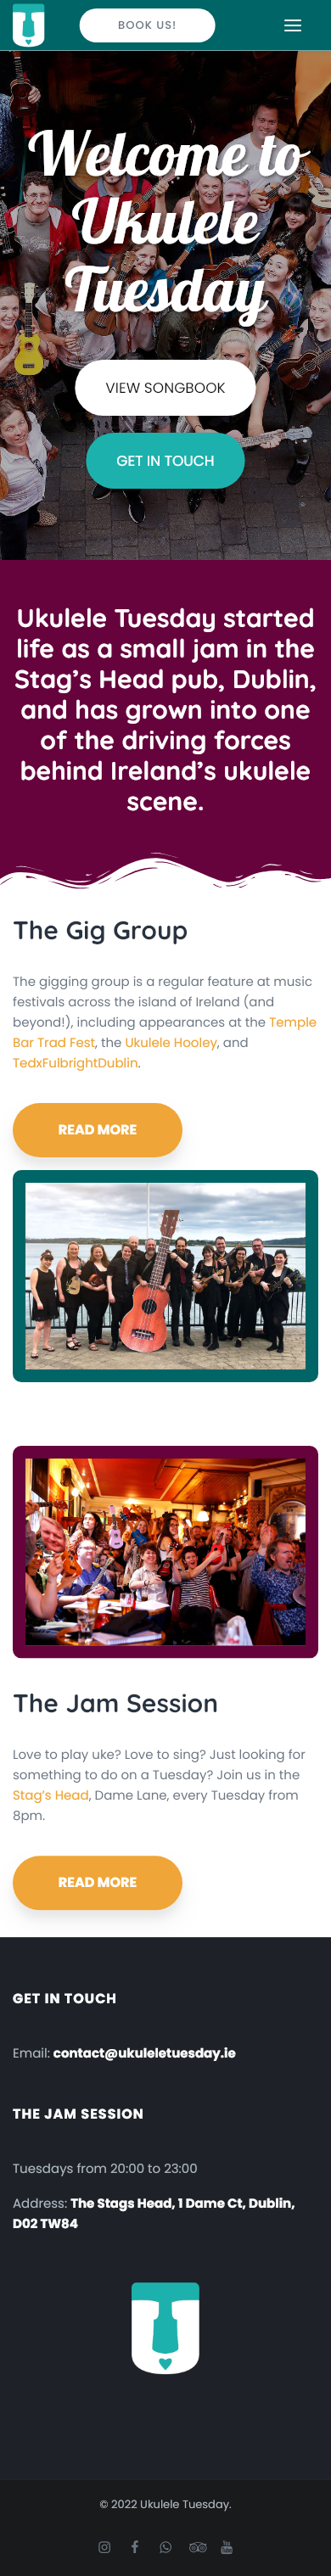 BOOK US!
Welcome to
Ukulele
Tuesday
VIEW SONGBOOK
GET IN TOUCH
Ukulele Tuesday started
life as a small jam in the
Stag’s Head pub, Dublin,
and has grown into one
of the driving forces
behind Ireland’s ukulele
scene.
The Gig Group
The gigging group is a regular feature at music
festivals across the island of Ireland (and
beyond!), including appearances at the Temple
Bar Trad Fest, the Ukulele Hooley, and
TedxFulbrightDublin.
READ MORE
The Jam Session
Love to play uke? Love to sing? Just looking for
something to do on a Tuesday? Join us in the
Stag’s Head, Dame Lane, every Tuesday from
8pm.
READ MORE
GET IN TOUCH
Email: contact@ukuleletuesday.ie
THE JAM SESSION
Tuesdays from 20:00 to 23:00
Address: The Stags Head, 1 Dame Ct, Dublin,
D02 TW84
© 2022 Ukulele Tuesday.